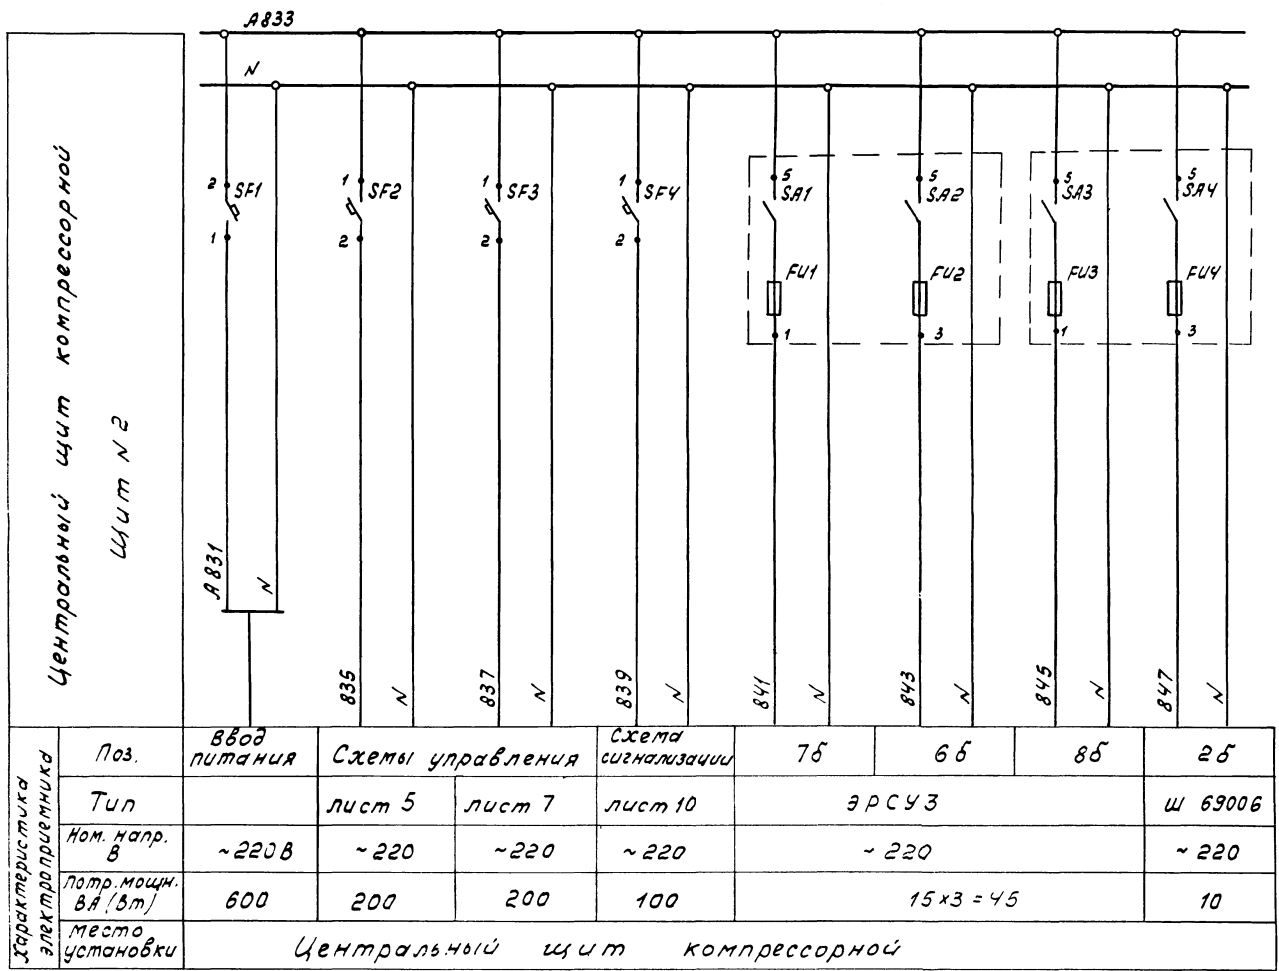 A833
N
Центральный щит компрессорной
Щит N2
2 SF1
1
1 SF2
2
1 SF3
2
1 SF4
2
5 SA1
FU1
1
5 SA2
FU2
3
5 SA3
FU3
1
5 SA4
FU4
3
A831
N
835
N
837
N
839
N
841
N
843
N
845
N
847
N
Характеристика электроприемника
Поз.
Ввод питания
Схемы управления
Схема сигнализации
7б
6б
8б
2б
Тип
лист 5
лист 7
лист 10
ЭРСУЗ
Ш 69006
Ном. напр. В
~220В
~220
~220
~220
~220
~220
Потр. мощн. ВА (Вт)
600
200
200
100
15×3=45
10
Место установки
Центральный щит компрессорной